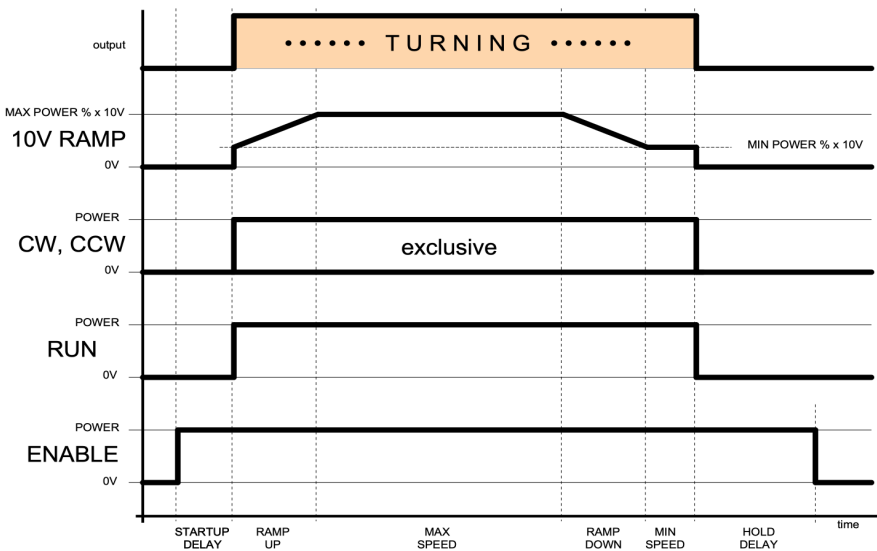 output
TURNING
MAX POWER % x 10V
10V RAMP
MIN POWER % x 10V
0V
POWER
CW, CCW
exclusive
0V
POWER
RUN
0V
POWER
ENABLE
0V
time
STARTUP DELAY
RAMP UP
MAX SPEED
RAMP DOWN
MIN SPEED
HOLD DELAY